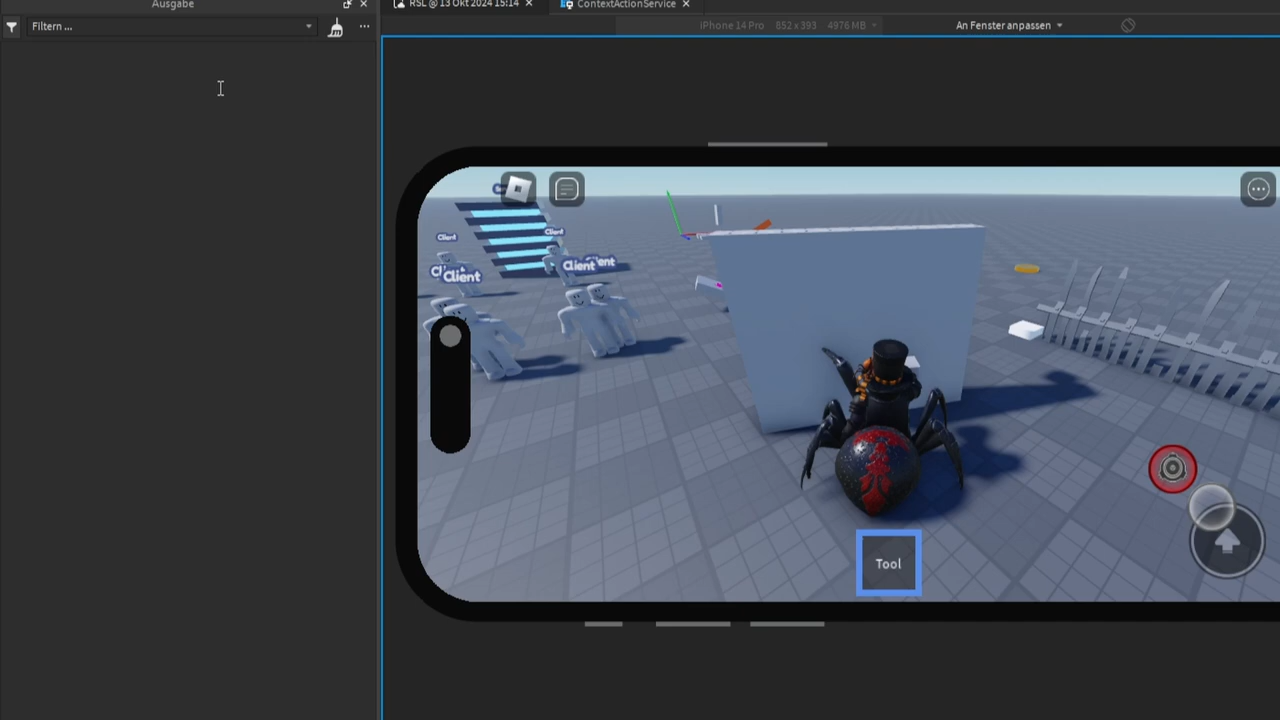 Ausgabe
RSL @ 13 Okt 2024 15:14
ContextActionService
Filtern ...
iPhone 14 Pro 852 x 393 4976 MB
An Fenster anpassen
Client
Client
Client
Client
Tool